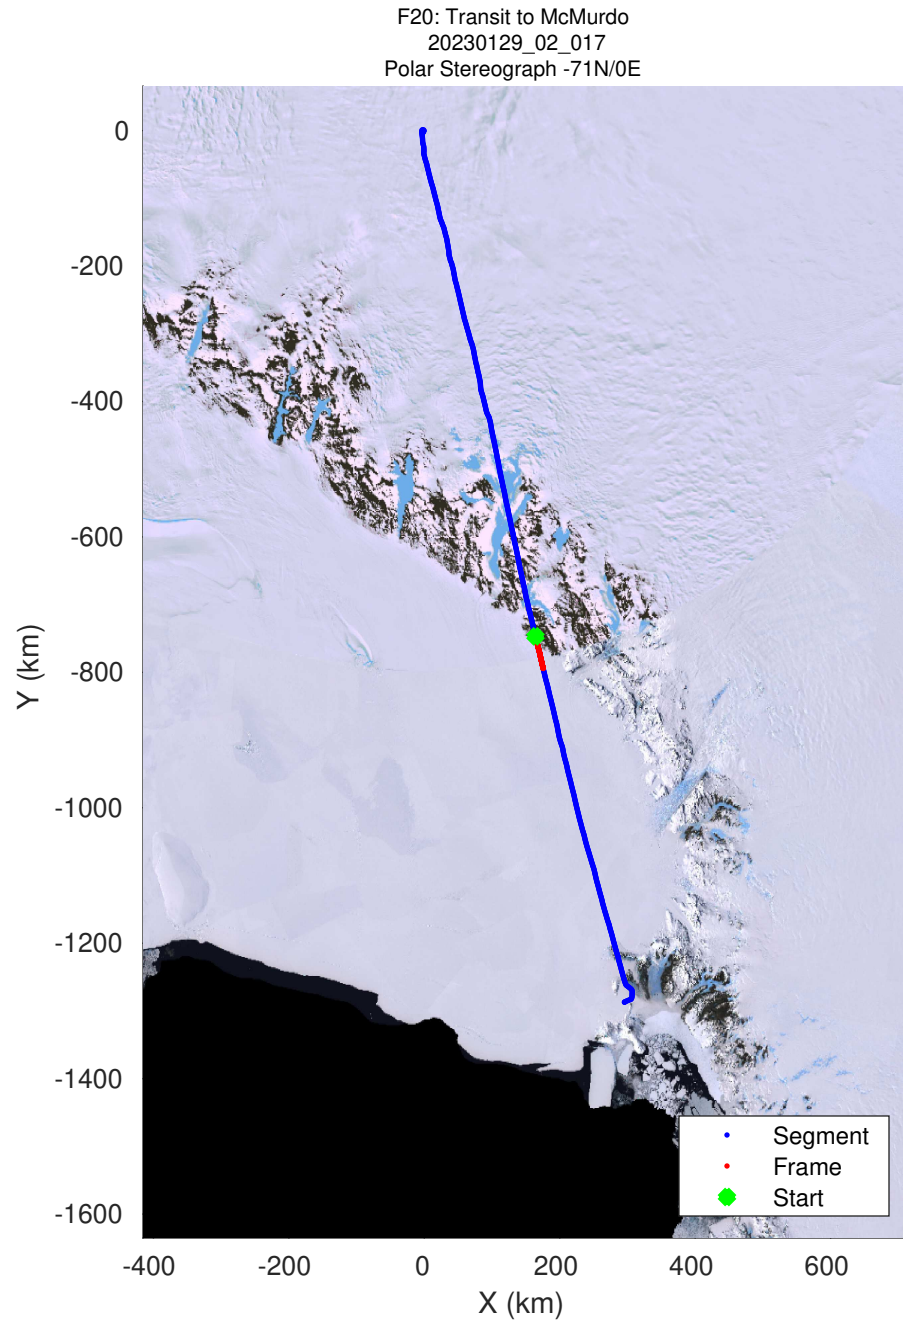 F20: Transit to McMurdo
20230129_02_017
Polar Stereograph -71N/0E
0
-200
-400
-600
-800
-1000
-1200
-1400
-1600
Y (km)
Segment
Frame
Start
-400 -200 0 200 400 600
X (km)